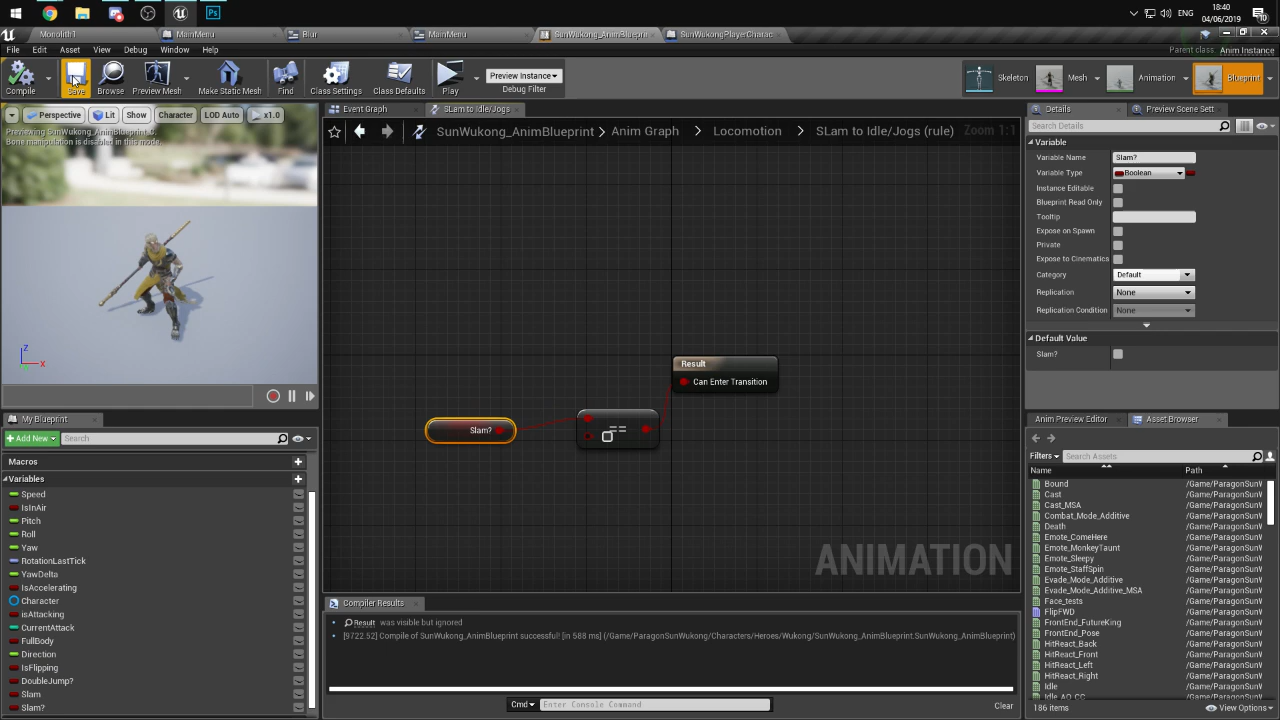 18:40
ENG
04/06/2019
Monolith1
MainMenu
Blur
MainMenu
SunWukong_AnimBlueprin
SunWukongPlayerCharac
File Edit Asset View Debug Window Help
Parent class: Anim Instance
Compile
Save
Browse
Preview Mesh
Make Static Mesh
Find
Class Settings
Class Defaults
Play
Preview Instance
Debug Filter
Skeleton
Mesh
Animation
Blueprint
Perspective
Lit
Show
Character
LOD Auto
x1.0
Previewing SunWukong_AnimBlueprint_C.
Bone manipulation is disabled in this mode.
Z
X
Event Graph
SLam to Idle/Jogs
SunWukong_AnimBlueprint
Anim Graph
Locomotion
SLam to Idle/Jogs (rule)
Zoom 1:1
Result
Can Enter Transition
Slam?
==
ANIMATION
My Blueprint
Add New
Search
Macros
Variables
Speed
IsInAir
Pitch
Roll
Yaw
RotationLastTick
YawDelta
IsAccelerating
Character
isAttacking
CurrentAttack
FullBody
Direction
IsFlipping
DoubleJump?
Slam
Slam?
Compiler Results
Result was visible but ignored
[9722.52] Compile of SunWukong_AnimBlueprint successful! [in 588 ms] (/Game/ParagonSunWukong/Characters/Heroes/Wukong/SunWukong_AnimBlueprint.SunWukong_AnimBlueprint)
Cmd
Enter Console Command
Clear
Details
Preview Scene Sett
Search Details
Variable
Variable Name Slam?
Variable Type Boolean
Instance Editable
Blueprint Read Only
Tooltip
Expose on Spawn
Private
Expose to Cinematics
Category Default
Replication None
Replication Condition None
Default Value
Slam?
Anim Preview Editor
Asset Browser
Filters
Search Assets
Name Path
Bound /Game/ParagonSunW
Cast /Game/ParagonSunW
Cast_MSA /Game/ParagonSunW
Combat_Mode_Additive /Game/ParagonSunW
Death /Game/ParagonSunW
Emote_ComeHere /Game/ParagonSunW
Emote_MonkeyTaunt /Game/ParagonSunW
Emote_Sleepy /Game/ParagonSunW
Emote_StaffSpin /Game/ParagonSunW
Evade_Mode_Additive /Game/ParagonSunW
Evade_Mode_Additive_MSA /Game/ParagonSunW
Face_tests /Game/ParagonSunW
FlipFWD /Game/ParagonSunW
FrontEnd_FutureKing /Game/ParagonSunW
FrontEnd_Pose /Game/ParagonSunW
HitReact_Back /Game/ParagonSunW
HitReact_Front /Game/ParagonSunW
HitReact_Left /Game/ParagonSunW
HitReact_Right /Game/ParagonSunW
Idle /Game/ParagonSunW
Idle_AO_CC /Game/ParagonSunW
186 items
View Options